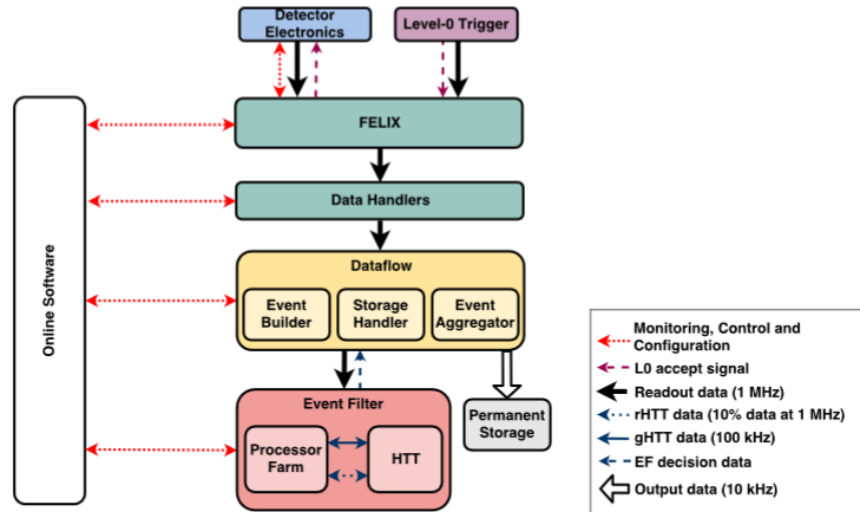 Detector
Electronics
Level-0 Trigger
FELIX
Data Handlers
Dataflow
Event
Builder
Storage
Handler
Event
Aggregator
Online Software
Event Filter
Processor
Farm
HTT
Permanent
Storage
Monitoring, Control and
Configuration
L0 accept signal
Readout data (1 MHz)
rHTT data (10% data at 1 MHz)
gHTT data (100 kHz)
EF decision data
Output data (10 kHz)